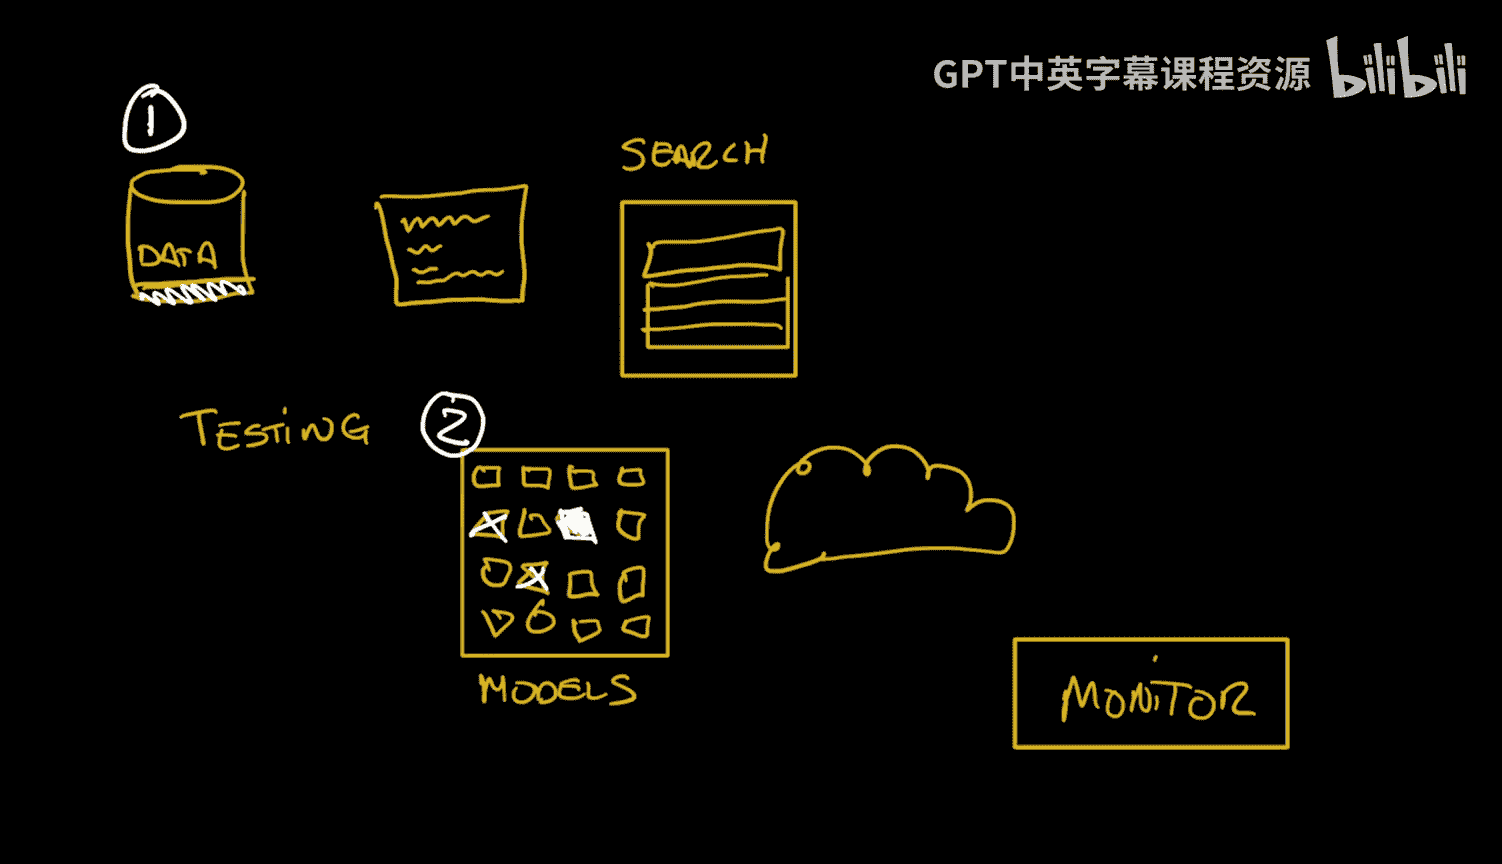 GPT中英字幕课程资源 bilibili
1
SEARCH
DATA
TESTING
2
MODELS
MONITOR